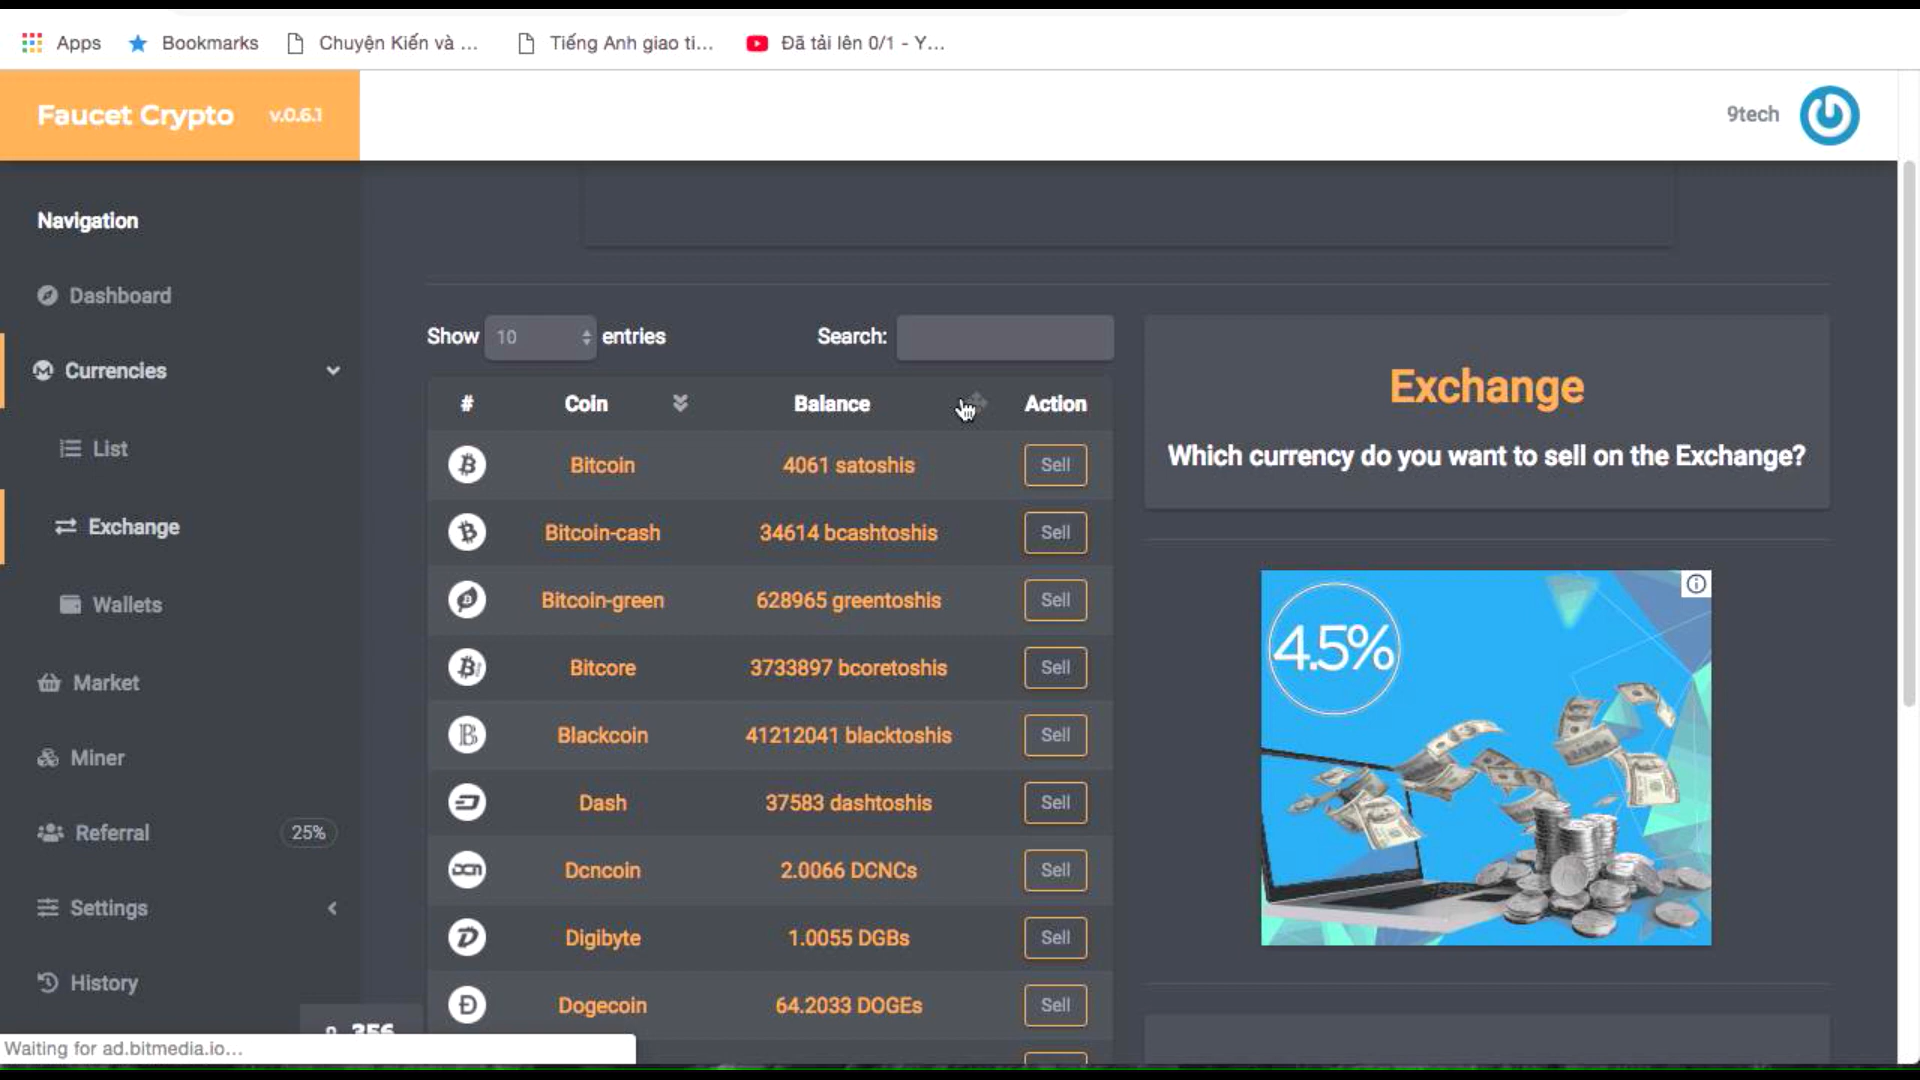 Apps Bookmarks Chuyện Kiến và ... Tiếng Anh giao ti... Đã tải lên 0/1 - Y...
Faucet Crypto v.0.6.1
9tech
Navigation
Dashboard
Currencies
List
Exchange
Wallets
Market
Miner
Referral 25%
Settings
History
356
Waiting for ad.bitmedia.io...
Show 10 entries Search:
# Coin Balance Action
Bitcoin 4061 satoshis Sell
Bitcoin-cash 34614 bcashtoshis Sell
Bitcoin-green 628965 greentoshis Sell
Bitcore 3733897 bcoretoshis Sell
Blackcoin 41212041 blacktoshis Sell
Dash 37583 dashtoshis Sell
Dcncoin 2.0066 DCNCs Sell
Digibyte 1.0055 DGBs Sell
Dogecoin 64.2033 DOGEs Sell
Exchange
Which currency do you want to sell on the Exchange?
4.5%